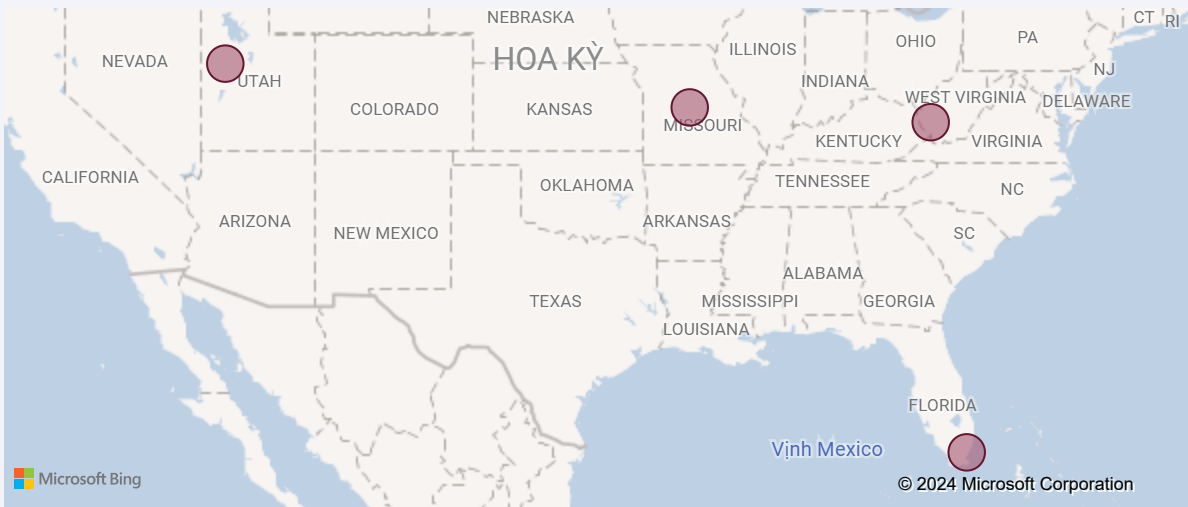 NEBRASKA
CT
RI
NEVADA
HOA KỲ
ILLINOIS
OHIO
PA
UTAH
INDIANA
NJ
COLORADO
KANSAS
WEST VIRGINIA
DELAWARE
MISSOURI
KENTUCKY
VIRGINIA
CALIFORNIA
OKLAHOMA
TENNESSEE
NC
ARIZONA
NEW MEXICO
ARKANSAS
SC
ALABAMA
TEXAS
MISSISSIPPI
GEORGIA
LOUISIANA
FLORIDA
Vịnh Mexico
Microsoft Bing
© 2024 Microsoft Corporation